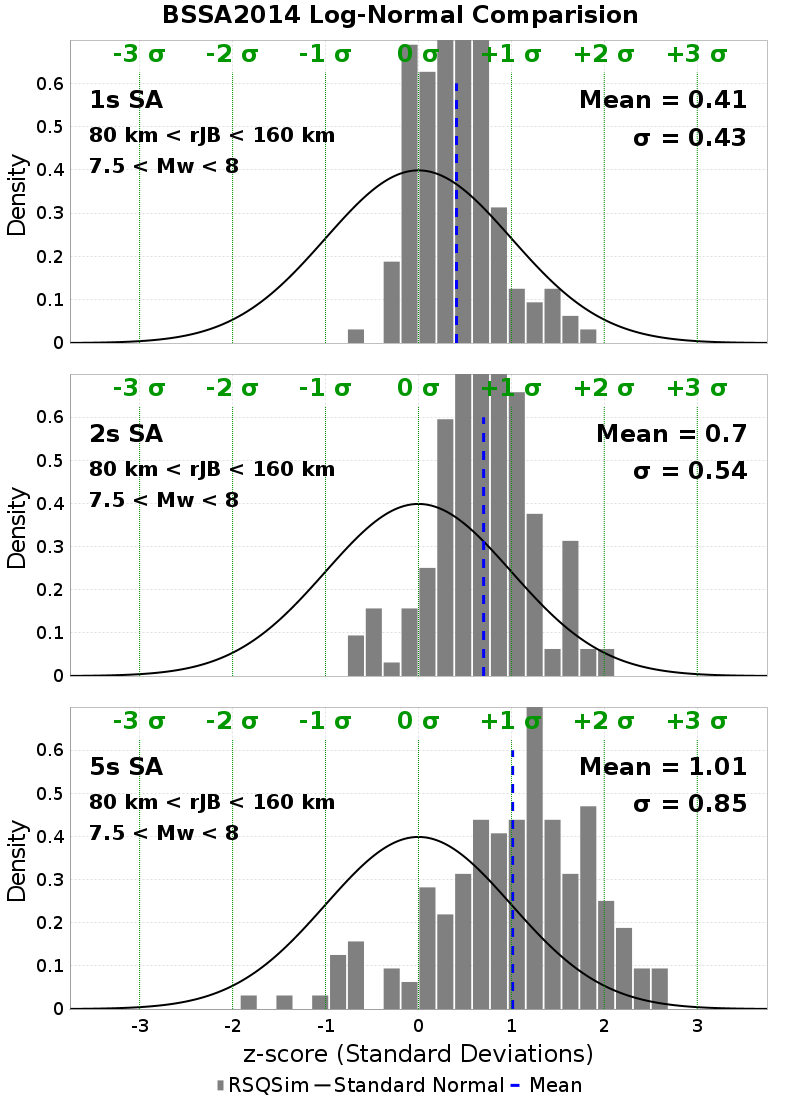 BSSA2014 Log-Normal Comparision
-3 σ -2 σ -1 σ 0 σ +1 σ +2 σ +3 σ
1s SA
80 km < rJB < 160 km
7.5 < Mw < 8
Mean = 0.41
σ = 0.43
Density
0.6
0.5
0.4
0.3
0.2
0.1
0
-3 σ -2 σ -1 σ 0 σ +1 σ +2 σ +3 σ
2s SA
80 km < rJB < 160 km
7.5 < Mw < 8
Mean = 0.7
σ = 0.54
Density
0.6
0.5
0.4
0.3
0.2
0.1
0
-3 σ -2 σ -1 σ 0 σ +1 σ +2 σ +3 σ
5s SA
80 km < rJB < 160 km
7.5 < Mw < 8
Mean = 1.01
σ = 0.85
Density
0.6
0.5
0.4
0.3
0.2
0.1
0
-3 -2 -1 0 1 2 3
z-score (Standard Deviations)
RSQSim Standard Normal Mean